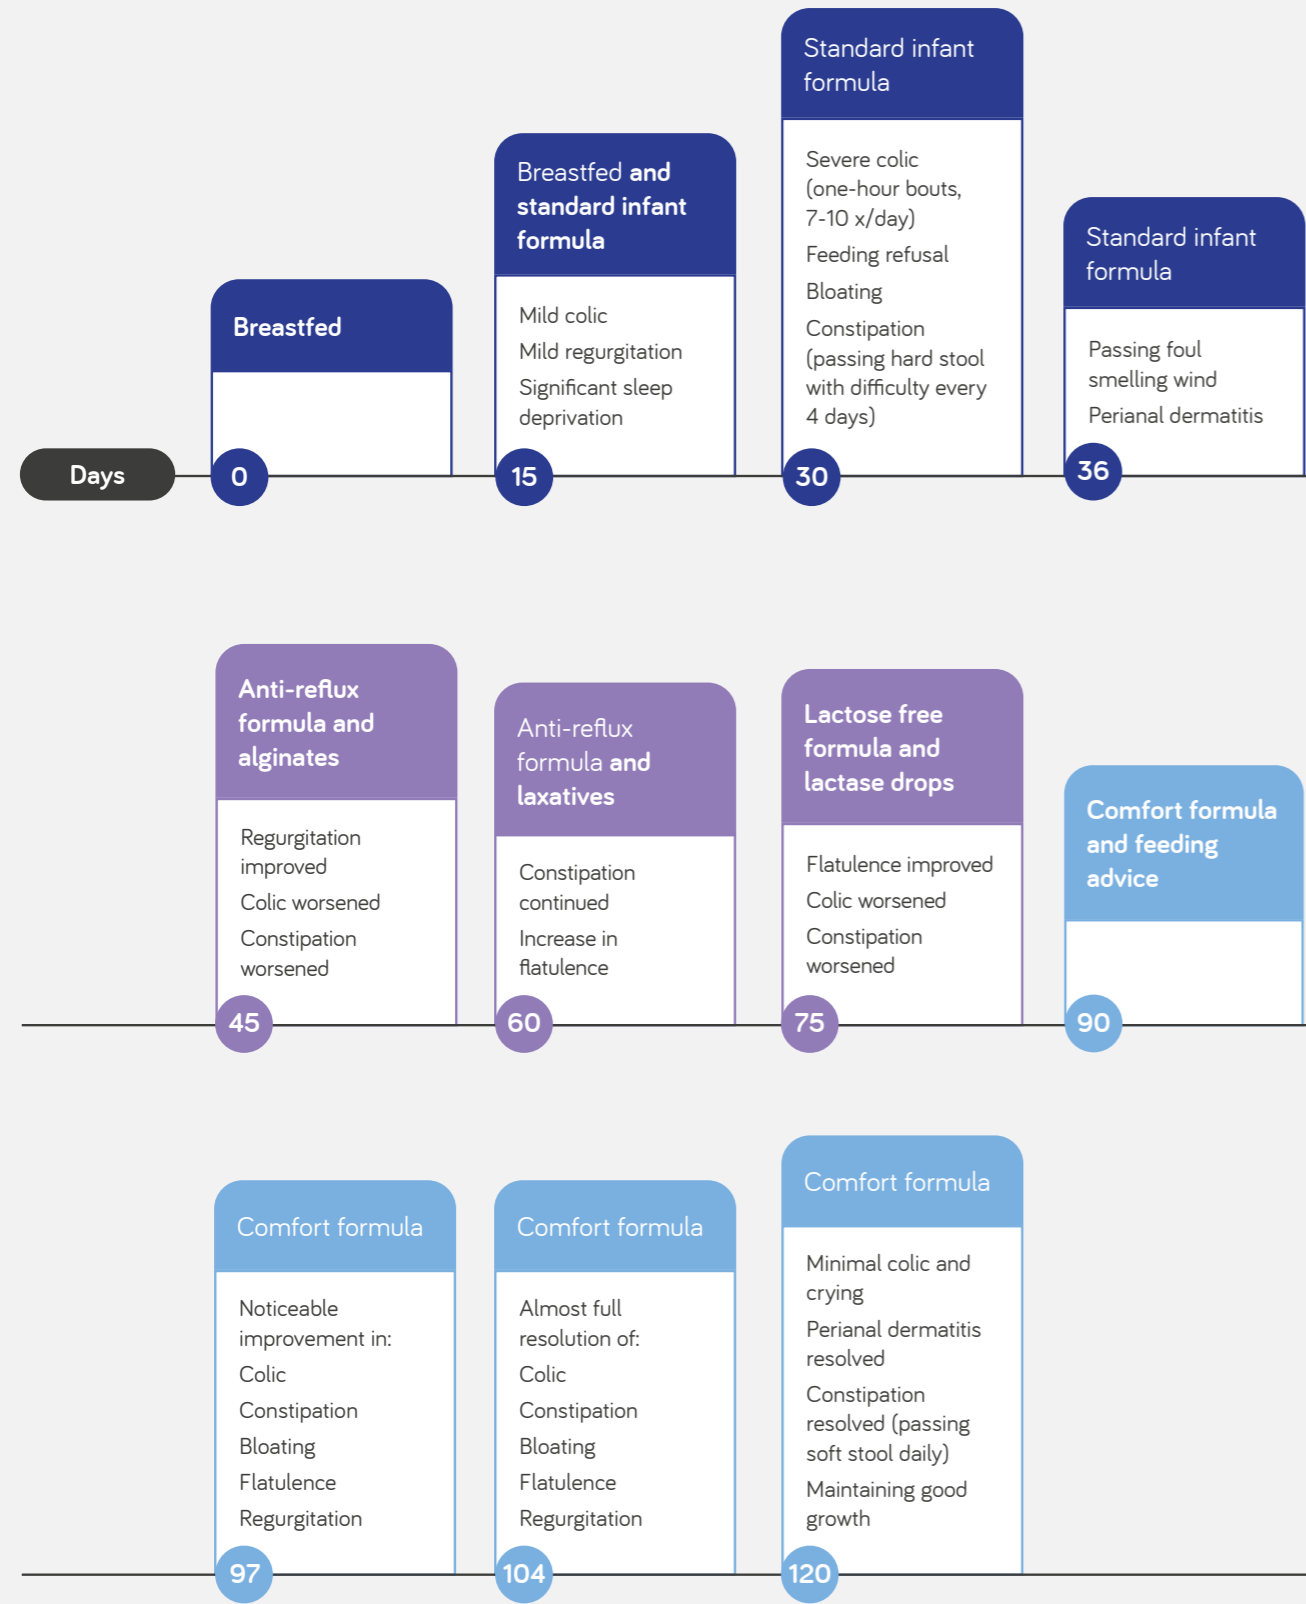 Days
Breastfed
0
Breastfed and
standard infant
formula
Mild colic
Mild regurgitation
Significant sleep
deprivation
15
Standard infant
formula
Severe colic
(one-hour bouts,
7-10 x/day)
Feeding refusal
Bloating
Constipation
(passing hard stool
with difficulty every
4 days)
30
Standard infant
formula
Passing foul
smelling wind
Perianal dermatitis
36
Anti-reflux
formula and
alginates
Regurgitation
improved
Colic worsened
Constipation
worsened
45
Anti-reflux
formula and
laxatives
Constipation
continued
Increase in
flatulence
60
Lactose free
formula and
lactase drops
Flatulence improved
Colic worsened
Constipation
worsened
75
Comfort formula
and feeding
advice
90
Comfort formula
Noticeable
improvement in:
Colic
Constipation
Bloating
Flatulence
Regurgitation
97
Comfort formula
Almost full
resolution of:
Colic
Constipation
Bloating
Flatulence
Regurgitation
104
Comfort formula
Minimal colic and
crying
Perianal dermatitis
resolved
Constipation
resolved (passing
soft stool daily)
Maintaining good
growth
120